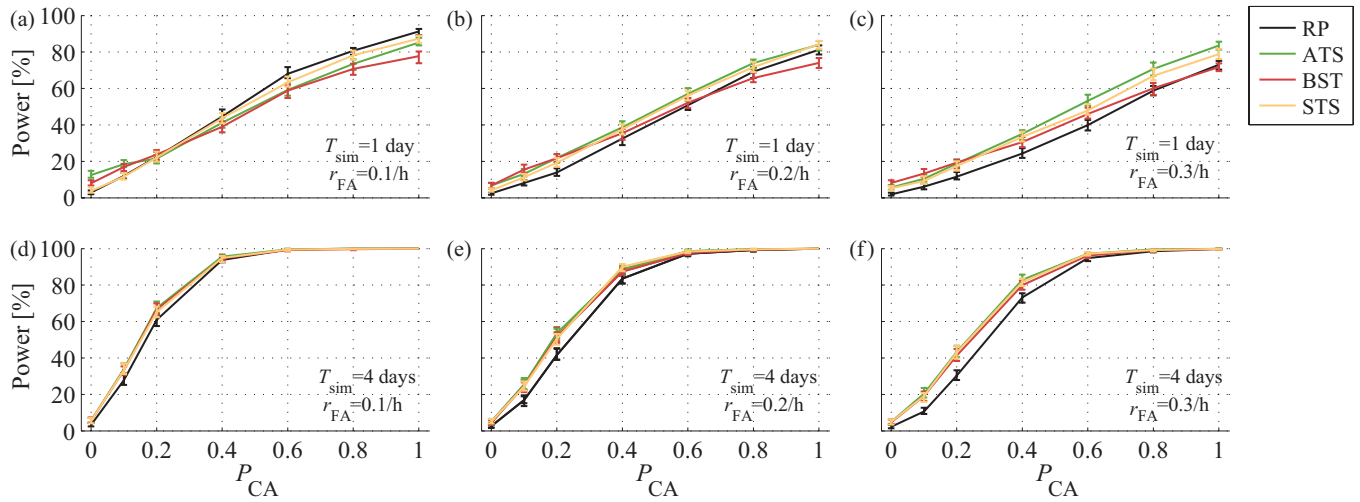 (a)
(b)
(c)
Power [%]
100
80
60
40
20
0
T_sim=1 day
r_FA=0.1/h
T_sim=1 day
r_FA=0.2/h
T_sim=1 day
r_FA=0.3/h
RP
ATS
BST
STS
(d)
(e)
(f)
Power [%]
100
80
60
40
20
0
T_sim=4 days
r_FA=0.1/h
T_sim=4 days
r_FA=0.2/h
T_sim=4 days
r_FA=0.3/h
0 0.2 0.4 0.6 0.8 1
0 0.2 0.4 0.6 0.8 1
0 0.2 0.4 0.6 0.8 1
P_CA
P_CA
P_CA